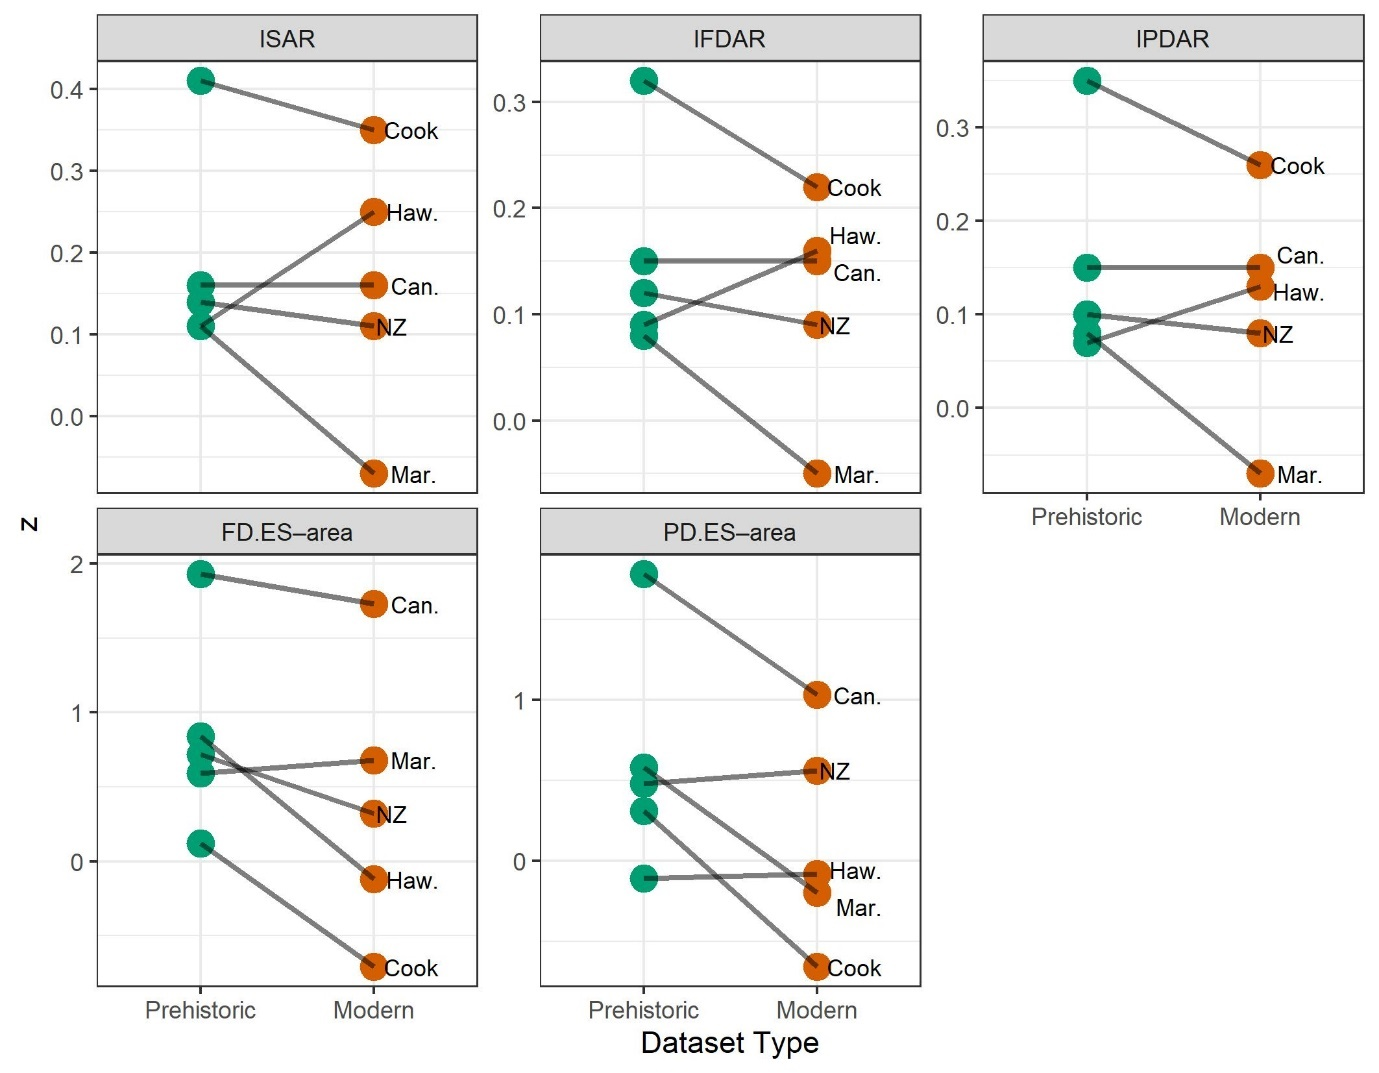 ISAR
IFDAR
IPDAR
0.4
0.3
0.2
0.1
0.0
Cook
Haw.
Can.
NZ
Mar.
0.3
0.2
0.1
0.0
Cook
Haw.
Can.
NZ
Mar.
0.3
0.2
0.1
0.0
Cook
Can.
Haw.
NZ
Mar.
Prehistoric
Modern
z
FD.ES–area
PD.ES–area
2
1
0
Can.
Mar.
NZ
Haw.
Cook
Prehistoric
Modern
1
0
Can.
NZ
Haw.
Mar.
Cook
Prehistoric
Modern
Dataset Type